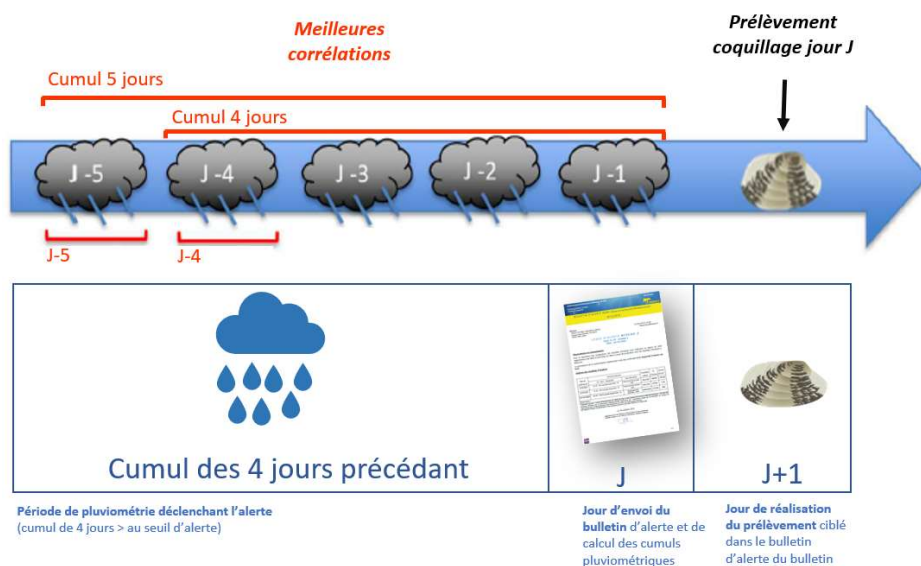 Meilleures
corrélations
Prélèvement
coquillage jour J
Cumul 5 jours
Cumul 4 jours
J -5
J -4
J -3
J -2
J -1
J-5
J-4
Cumul des 4 jours précédant
J
J+1
Période de pluviométrie déclenchant l'alerte
(cumul de 4 jours > au seuil d'alerte)
Jour d'envoi du
bulletin d'alerte et de
calcul des cumuls
pluviométriques
Jour de réalisation
du prélèvement ciblé
dans le bulletin
d'alerte du bulletin